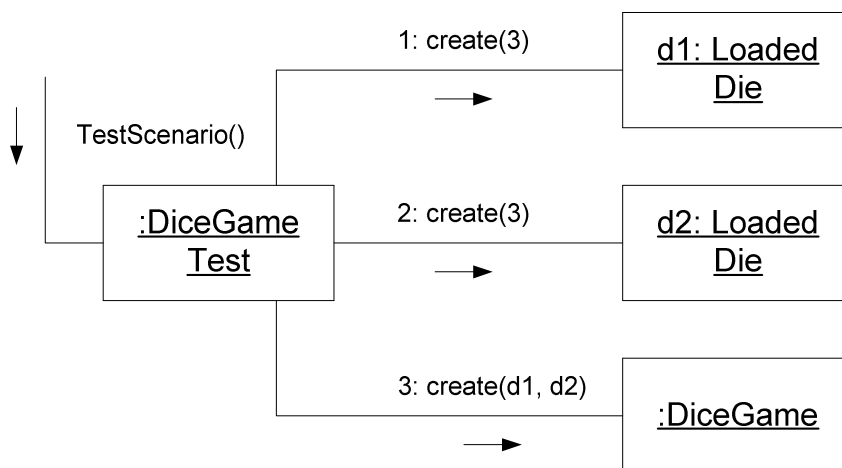 1: create(3)
d1: Loaded
Die
TestScenario()
:DiceGame
Test
2: create(3)
d2: Loaded
Die
3: create(d1, d2)
:DiceGame